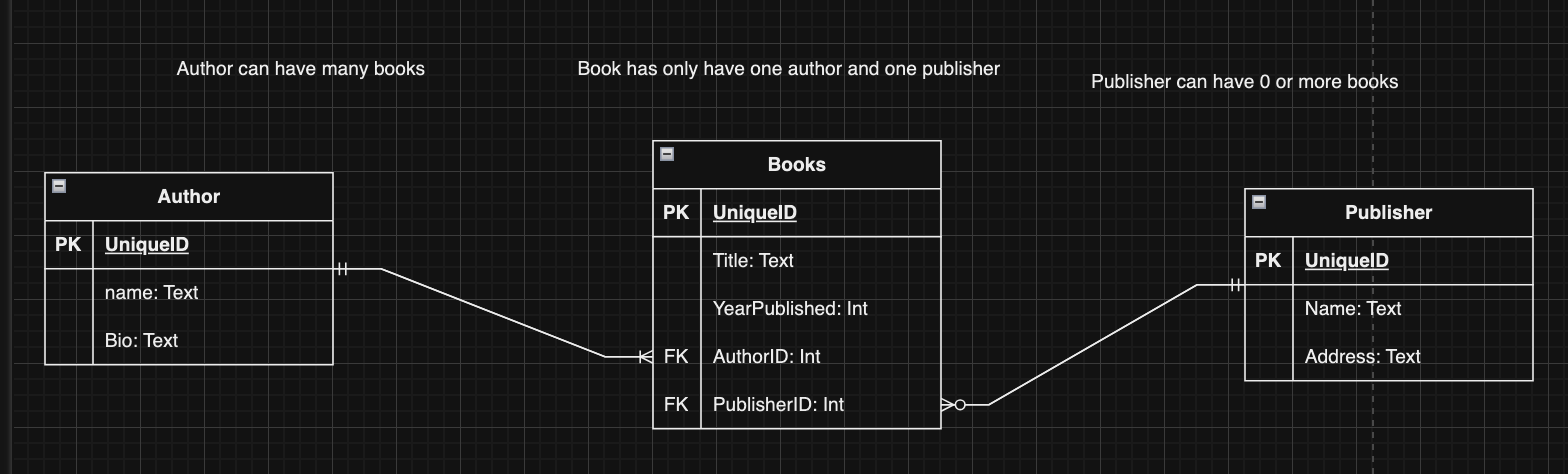 Author can have many books
Book has only have one author and one publisher
Publisher can have 0 or more books
Author
PK UniqueID
name: Text
Bio: Text
Books
PK UniqueID
Title: Text
YearPublished: Int
FK AuthorID: Int
FK PublisherID: Int
Publisher
PK UniqueID
Name: Text
Address: Text